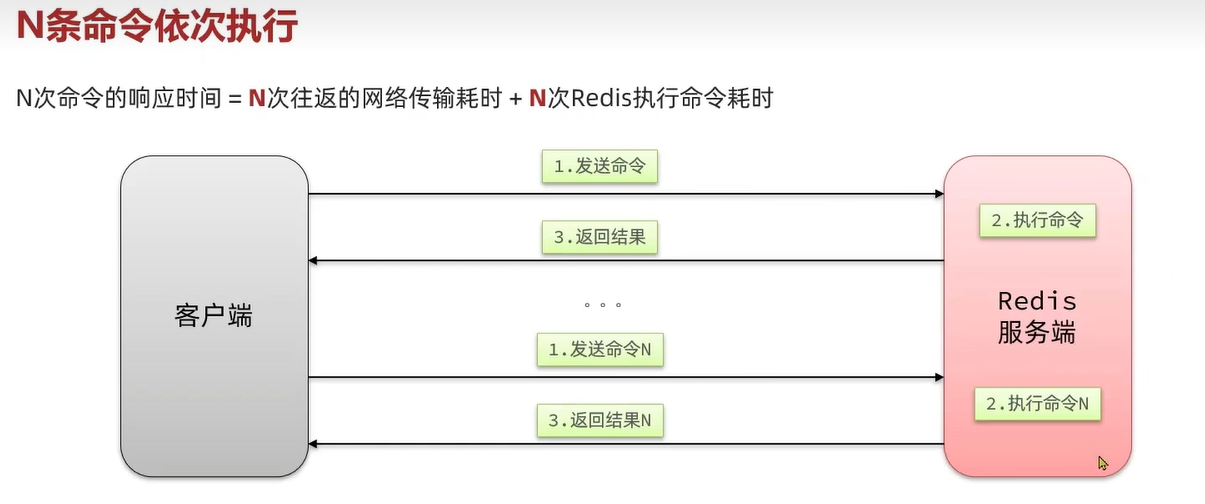 N条命令依次执行
N次命令的响应时间 = N次往返的网络传输耗时 + N次Redis执行命令耗时
1.发送命令
2.执行命令
3.返回结果
。。。
客户端
Redis
服务端
1.发送命令N
2.执行命令N
3.返回结果N